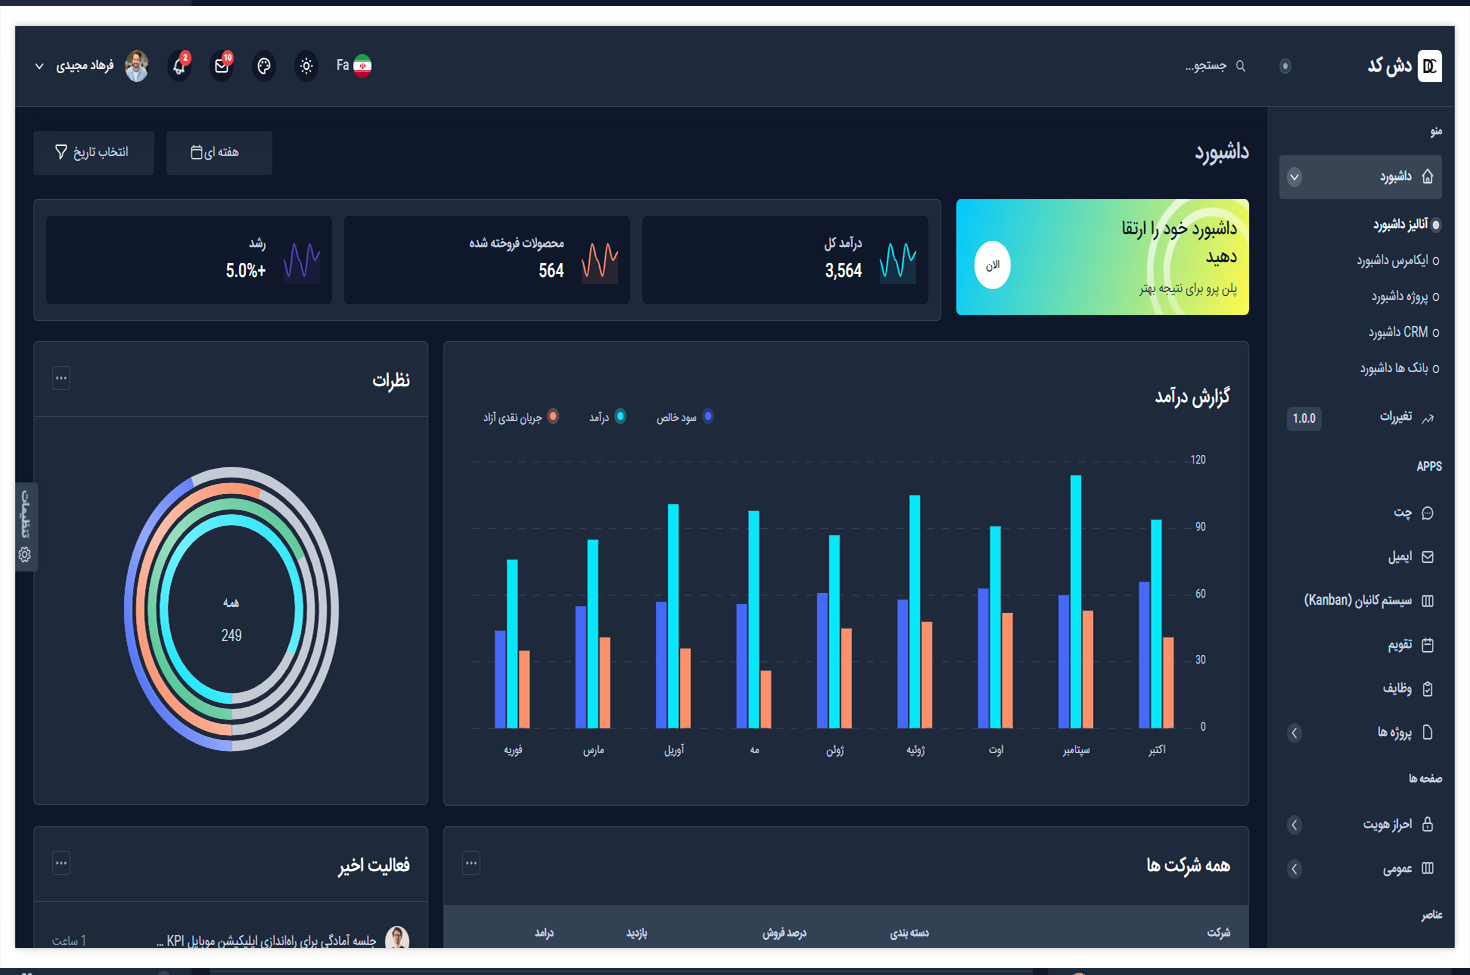 دش کد
جستجو...
Fa
10
2
فرهاد مجیدی
منو
داشبورد
آنالیز داشبورد
ایکامرس داشبورد
پروژه داشبورد
CRM داشبورد
بانک ها داشبورد
تغییرات
1.0.0
APPS
چت
ایمیل
سیستم کانبان (Kanban)
تقویم
وظایف
پروژه ها
صفحه ها
احراز هویت
عمومی
عناصر
داشبورد
هفته ای
انتخاب تاریخ
داشبورد خود را ارتقا
دهید
پلن پرو برای نتیجه بهتر
الان
درآمد کل
3,564
محصولات فروخته شده
564
رشد
5.0%+
گزارش درآمد
سود خالص
درآمد
جریان نقدی آزاد
120
90
60
30
0
فوریه
مارس
آوریل
مه
ژوئن
ژوئیه
اوت
سپتامبر
اکتبر
نظرات
همه
249
تنظیمات
همه شرکت ها
شرکت
دسته بندی
درصد فروش
بازدید
درامد
فعالیت اخیر
جلسه آمادگی برای راه‌اندازی اپلیکیشن موبایل KPI ...
1 ساعت